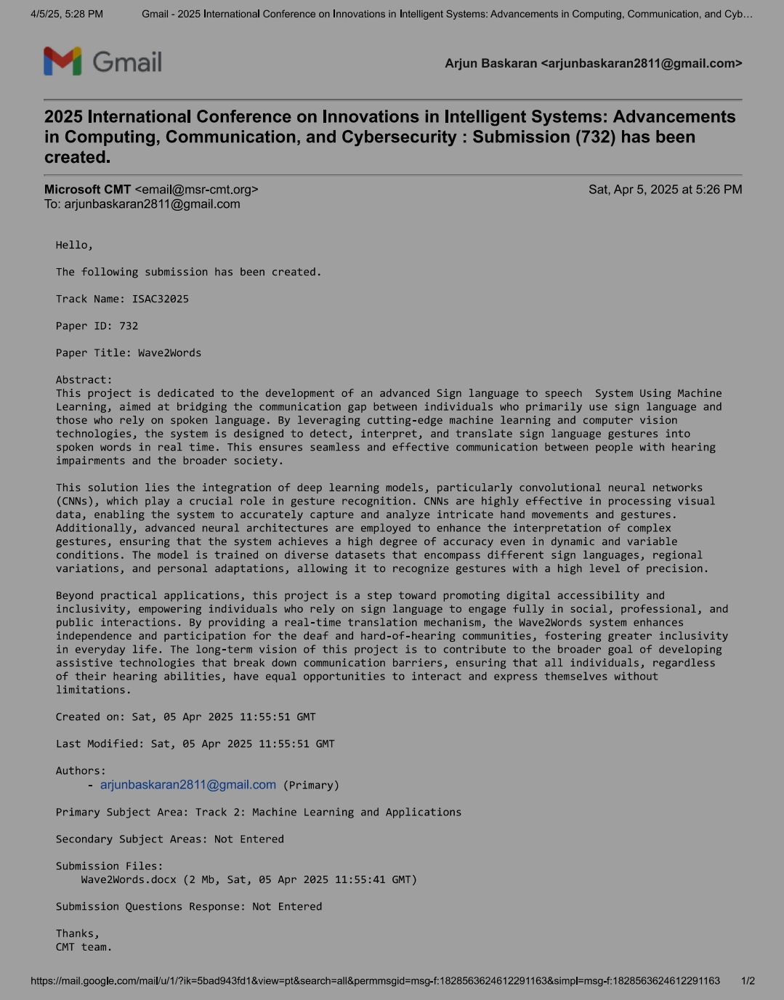 4/5/25, 5:28 PM Gmail - 2025 International Conference on Innovations in Intelligent Systems: Advancements in Computing, Communication, and Cyb…
Gmail Arjun Baskaran <arjunbaskaran2811@gmail.com>
2025 International Conference on Innovations in Intelligent Systems: Advancements
in Computing, Communication, and Cybersecurity : Submission (732) has been
created.
Microsoft CMT <email@msr-cmt.org> Sat, Apr 5, 2025 at 5:26 PM
To: arjunbaskaran2811@gmail.com
Hello,
The following submission has been created.
Track Name: ISAC32025
Paper ID: 732
Paper Title: Wave2Words
Abstract:
This project is dedicated to the development of an advanced Sign language to speech  System Using Machine
Learning, aimed at bridging the communication gap between individuals who primarily use sign language and
those who rely on spoken language. By leveraging cutting-edge machine learning and computer vision
technologies, the system is designed to detect, interpret, and translate sign language gestures into
spoken words in real time. This ensures seamless and effective communication between people with hearing
impairments and the broader society.
This solution lies the integration of deep learning models, particularly convolutional neural networks
(CNNs), which play a crucial role in gesture recognition. CNNs are highly effective in processing visual
data, enabling the system to accurately capture and analyze intricate hand movements and gestures.
Additionally, advanced neural architectures are employed to enhance the interpretation of complex
gestures, ensuring that the system achieves a high degree of accuracy even in dynamic and variable
conditions. The model is trained on diverse datasets that encompass different sign languages, regional
variations, and personal adaptations, allowing it to recognize gestures with a high level of precision.
Beyond practical applications, this project is a step toward promoting digital accessibility and
inclusivity, empowering individuals who rely on sign language to engage fully in social, professional, and
public interactions. By providing a real-time translation mechanism, the Wave2Words system enhances
independence and participation for the deaf and hard-of-hearing communities, fostering greater inclusivity
in everyday life. The long-term vision of this project is to contribute to the broader goal of developing
assistive technologies that break down communication barriers, ensuring that all individuals, regardless
of their hearing abilities, have equal opportunities to interact and express themselves without
limitations.
Created on: Sat, 05 Apr 2025 11:55:51 GMT
Last Modified: Sat, 05 Apr 2025 11:55:51 GMT
Authors:
- arjunbaskaran2811@gmail.com (Primary)
Primary Subject Area: Track 2: Machine Learning and Applications
Secondary Subject Areas: Not Entered
Submission Files:
Wave2Words.docx (2 Mb, Sat, 05 Apr 2025 11:55:41 GMT)
Submission Questions Response: Not Entered
Thanks,
CMT team.
https://mail.google.com/mail/u/1/?ik=5bad943fd1&view=pt&search=all&permmsgid=msg-f:1828563624612291163&simpl=msg-f:1828563624612291163 1/2